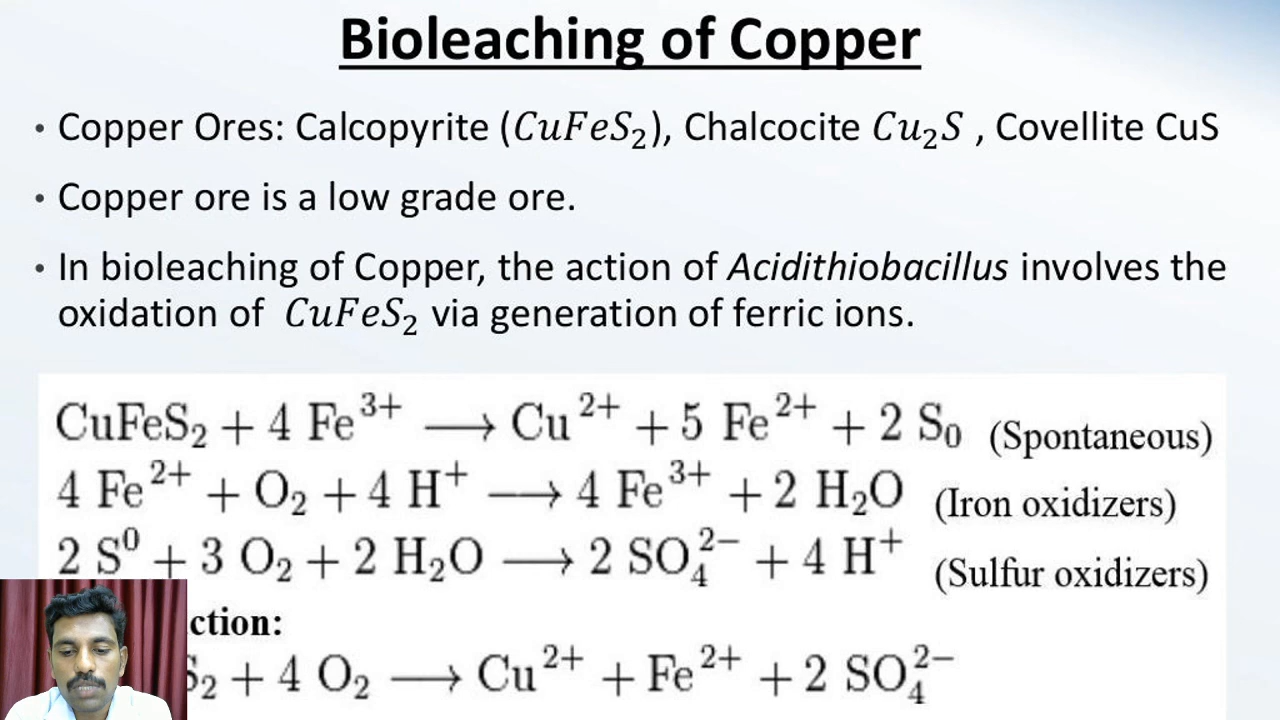 Bioleaching of Copper
• Copper Ores: Calcopyrite (CuFeS₂), Chalcocite Cu₂S , Covellite CuS
• Copper ore is a low grade ore.
• In bioleaching of Copper, the action of Acidithiobacillus involves the
oxidation of CuFeS₂ via generation of ferric ions.
CuFeS₂ + 4 Fe³⁺ ⟶ Cu²⁺ + 5 Fe²⁺ + 2 S₀ (Spontaneous)
4 Fe²⁺ + O₂ + 4 H⁺ ⟶ 4 Fe³⁺ + 2 H₂O (Iron oxidizers)
2 S⁰ + 3 O₂ + 2 H₂O ⟶ 2 SO₄²⁻ + 4 H⁺ (Sulfur oxidizers)
ction:
S₂ + 4 O₂ ⟶ Cu²⁺ + Fe²⁺ + 2 SO₄²⁻